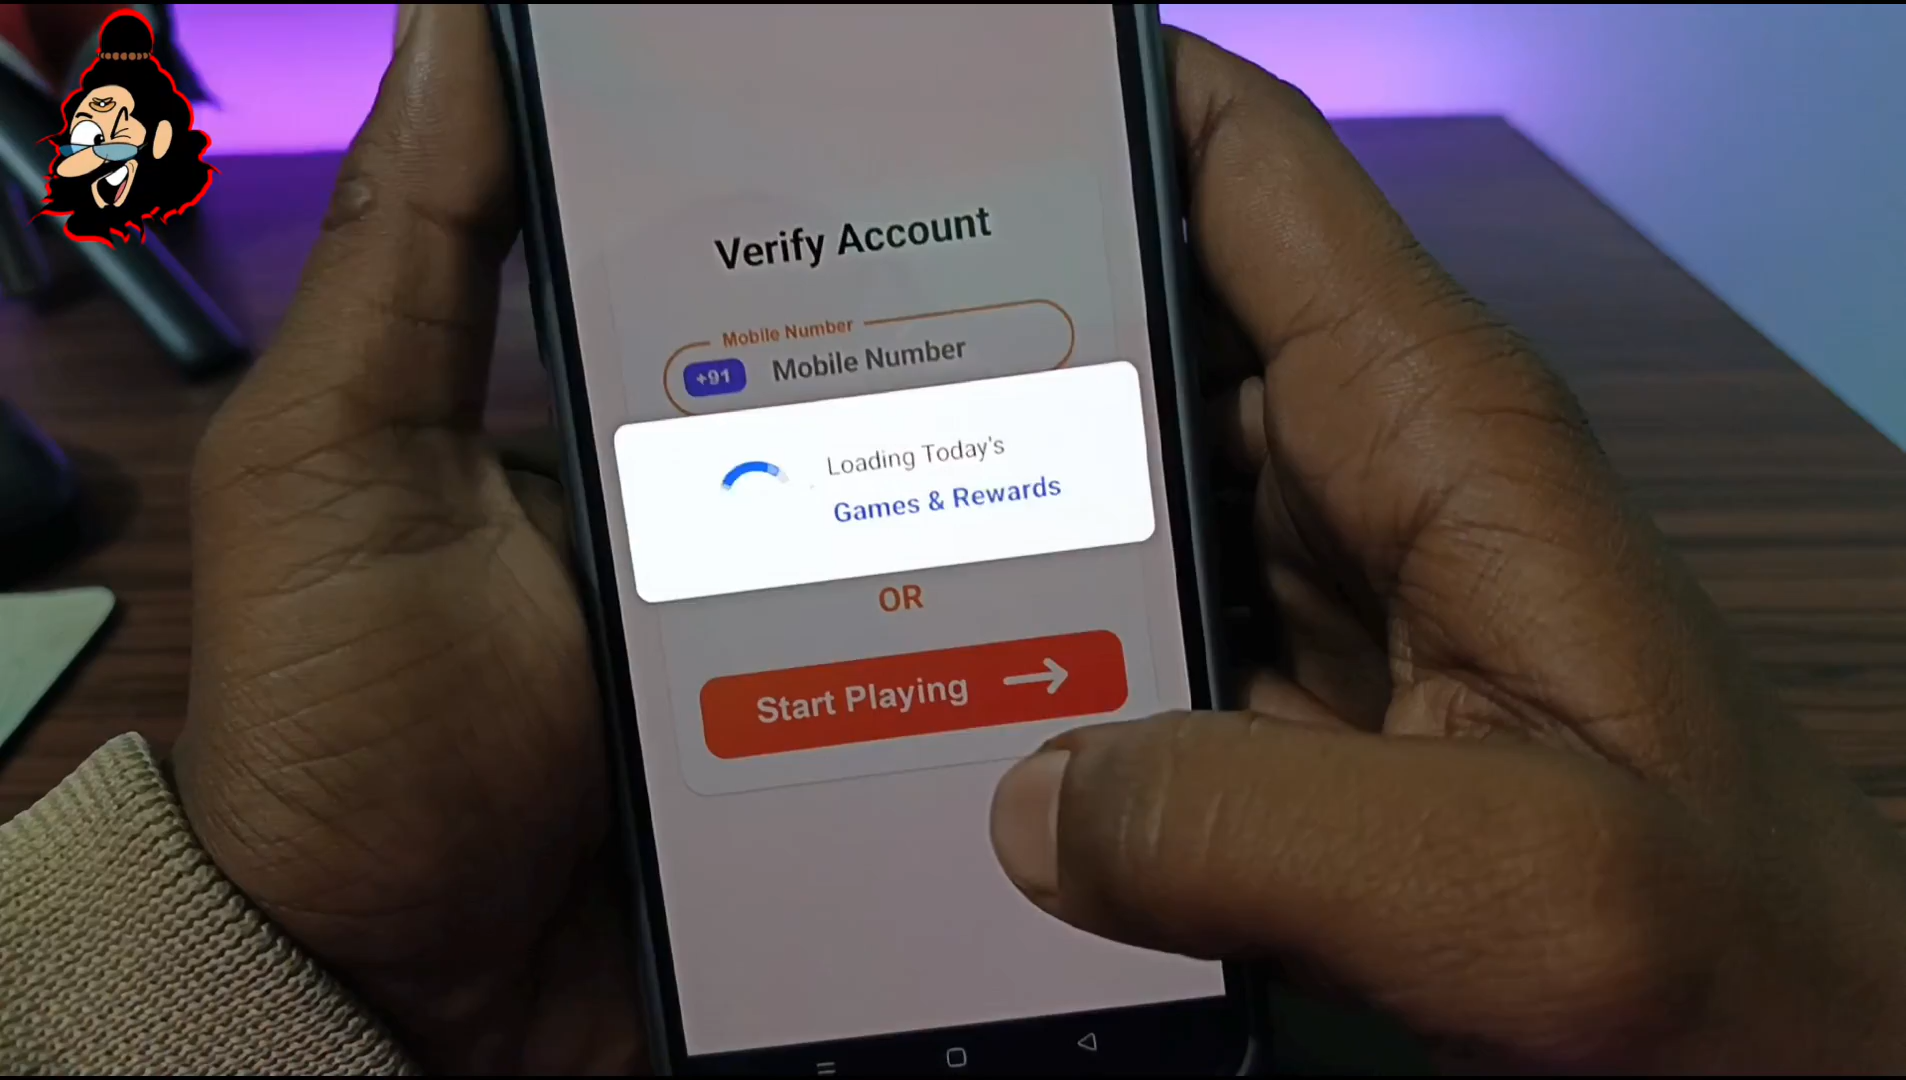 Verify Account
Mobile Number
+91 Mobile Number
Loading Today's
Games & Rewards
OR
Start Playing